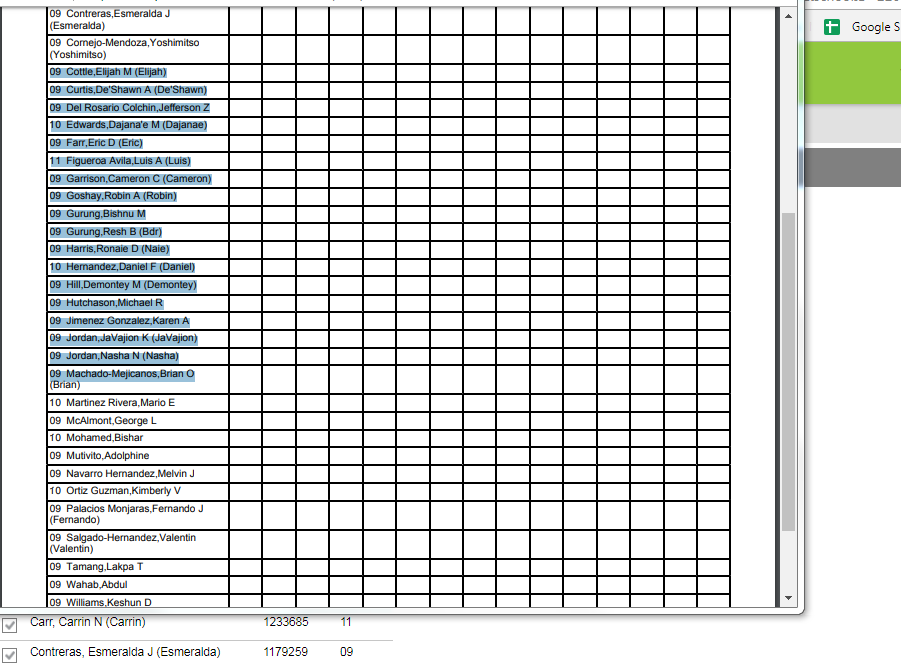 09 Contreras,Esmeralda J
(Esmeralda)
09 Cornejo-Mendoza,Yoshimitso
(Yoshimitso)
09 Cottle,Elijah M (Elijah)
09 Curtis,De'Shawn A (De'Shawn)
09 Del Rosario Colchin,Jefferson Z
10 Edwards,Dajana'e M (Dajanae)
09 Farr,Eric D (Eric)
11 Figueroa Avila,Luis A (Luis)
09 Garrison,Cameron C (Cameron)
09 Goshay,Robin A (Robin)
09 Gurung,Bishnu M
09 Gurung,Resh B (Bdr)
09 Harris,Ronaie D (Naie)
10 Hernandez,Daniel F (Daniel)
09 Hill,Demontey M (Demontey)
09 Hutchason,Michael R
09 Jimenez Gonzalez,Karen A
09 Jordan,JaVajion K (JaVajion)
09 Jordan,Nasha N (Nasha)
09 Machado-Mejicanos,Brian O
(Brian)
10 Martinez Rivera,Mario E
09 McAlmont,George L
10 Mohamed,Bishar
09 Mutivito,Adolphine
09 Navarro Hernandez,Melvin J
10 Ortiz Guzman,Kimberly V
09 Palacios Monjaras,Fernando J
(Fernando)
09 Salgado-Hernandez,Valentin
(Valentin)
09 Tamang,Lakpa T
09 Wahab,Abdul
09 Williams,Keshun D
Carr, Carrin N (Carrin) 1233685 11
Contreras, Esmeralda J (Esmeralda) 1179259 09
Google S